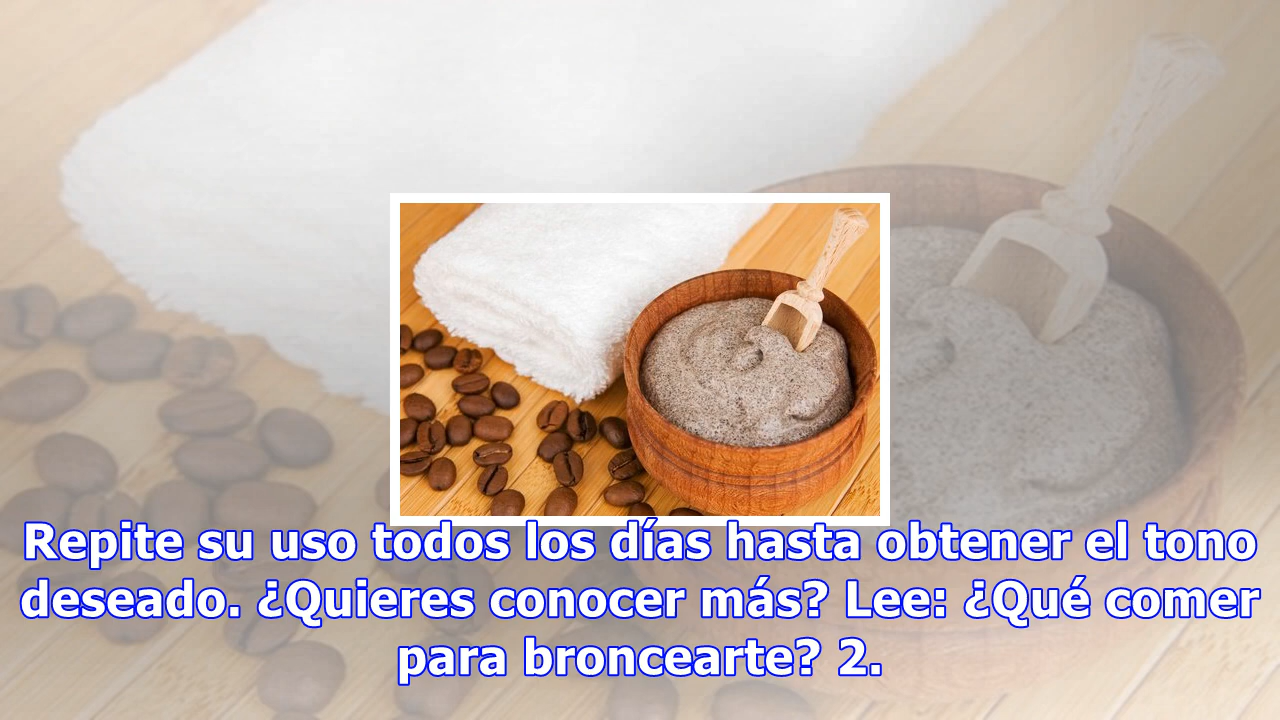 Repite su uso todos los días hasta obtener el tono
deseado. ¿Quieres conocer más? Lee: ¿Qué comer
para broncearte? 2.